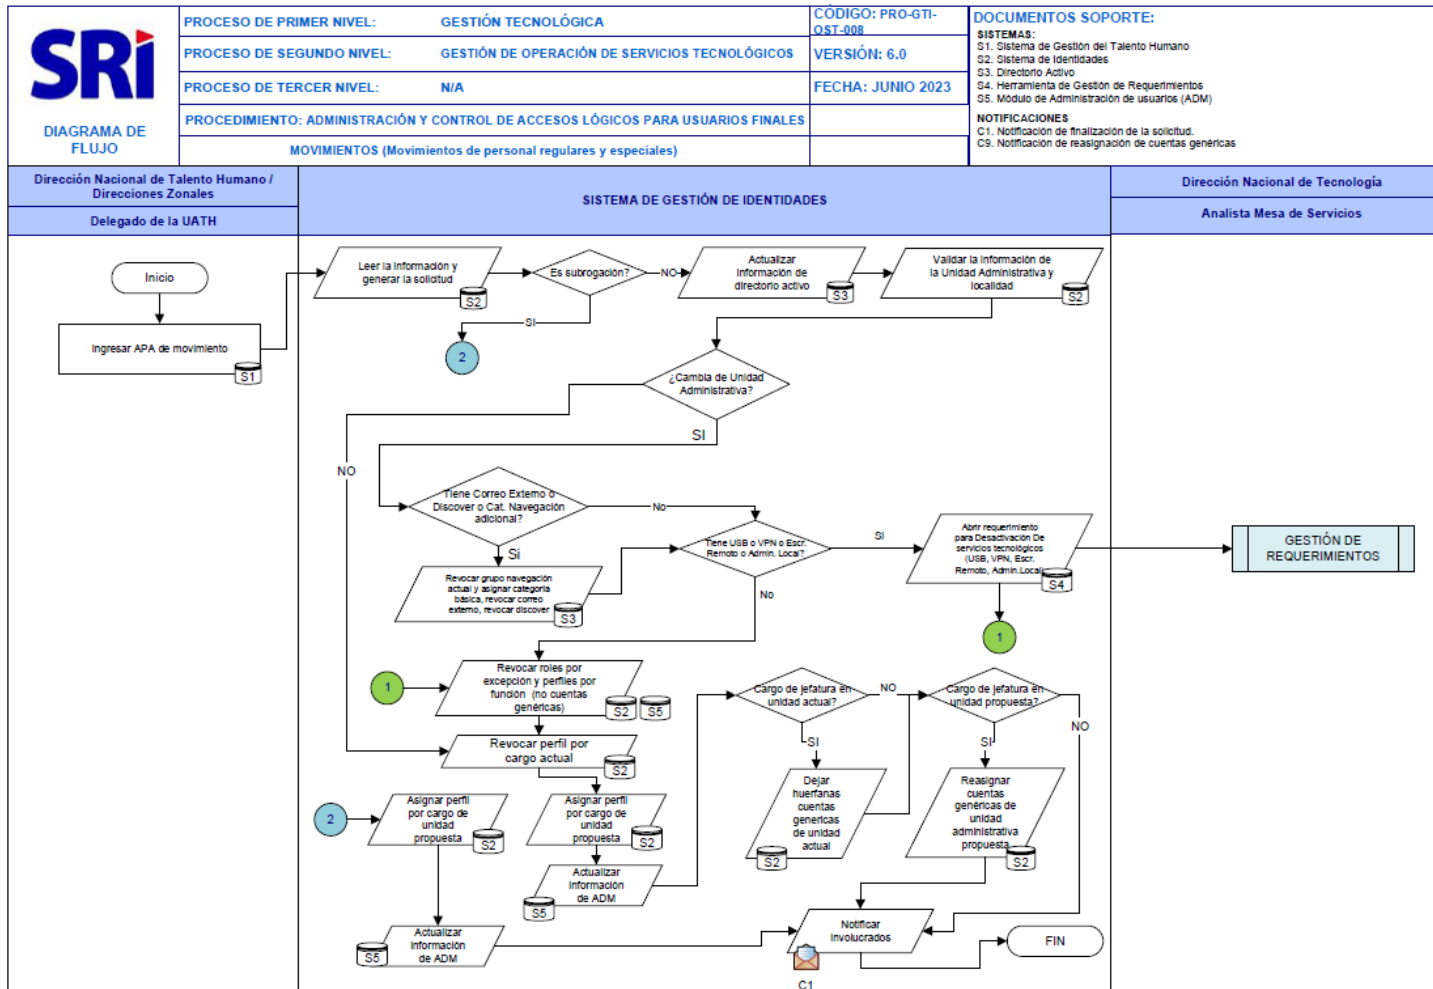 SRi
DIAGRAMA DE
FLUJO
PROCESO DE PRIMER NIVEL: GESTIÓN TECNOLÓGICA
CÓDIGO: PRO-GTI-
OST-008
PROCESO DE SEGUNDO NIVEL: GESTIÓN DE OPERACIÓN DE SERVICIOS TECNOLÓGICOS
VERSIÓN: 6.0
PROCESO DE TERCER NIVEL: N/A
FECHA: JUNIO 2023
PROCEDIMIENTO: ADMINISTRACIÓN Y CONTROL DE ACCESOS LÓGICOS PARA USUARIOS FINALES
MOVIMIENTOS (Movimientos de personal regulares y especiales)
DOCUMENTOS SOPORTE:
SISTEMAS:
S1. Sistema de Gestión del Talento Humano
S2. Sistema de Identidades
S3. Directorio Activo
S4. Herramienta de Gestión de Requerimientos
S5. Módulo de Administración de usuarios (ADM)
NOTIFICACIONES
C1. Notificación de finalización de la solicitud.
C9. Notificación de reasignación de cuentas genéricas
Dirección Nacional de Talento Humano /
Direcciones Zonales
Delegado de la UATH
SISTEMA DE GESTIÓN DE IDENTIDADES
Dirección Nacional de Tecnología
Analista Mesa de Servicios
Inicio
Ingresar APA de movimiento
S1
Leer la información y
generar la solicitud
S2
Es subrogación?
NO
SI
2
Actualizar
información de
directorio activo
S3
Validar la información de
la Unidad Administrativa y
localidad
S2
¿Cambia de Unidad
Administrativa?
SI
NO
Tiene Correo Externo o
Discover o Cat. Navegación
adicional?
No
Si
Revocar grupo navegación
actual y asignar categoría
básica, revocar correo
externo, revocar discover
S3
Tiene USB o VPN o Escr.
Remoto o Admin. Local?
SI
No
Abrir requerimiento
para Desactivación De
servicios tecnológicos
(USB, VPN, Escr.
Remoto, Admin.Local)
S4
GESTIÓN DE
REQUERIMIENTOS
1
1
Revocar roles por
excepción y perfiles por
función (no cuentas
genéricas)
S2
S5
Revocar perfil por
cargo actual
S2
Cargo de jefatura en
unidad actual?
NO
SI
Cargo de jefatura en
unidad propuesta?
NO
SI
Dejar
huerfanas
cuentas
genericas
de unidad
actual
S2
Reasignar
cuentas
genéricas de
unidad
administrativa
propuesta
S2
2
Asignar perfil
por cargo de
unidad
propuesta
S2
Asignar perfil
por cargo de
unidad
propuesta
S2
Actualizar
información
de ADM
S5
Actualizar
información
de ADM
S5
Notificar
involucrados
C1
FIN